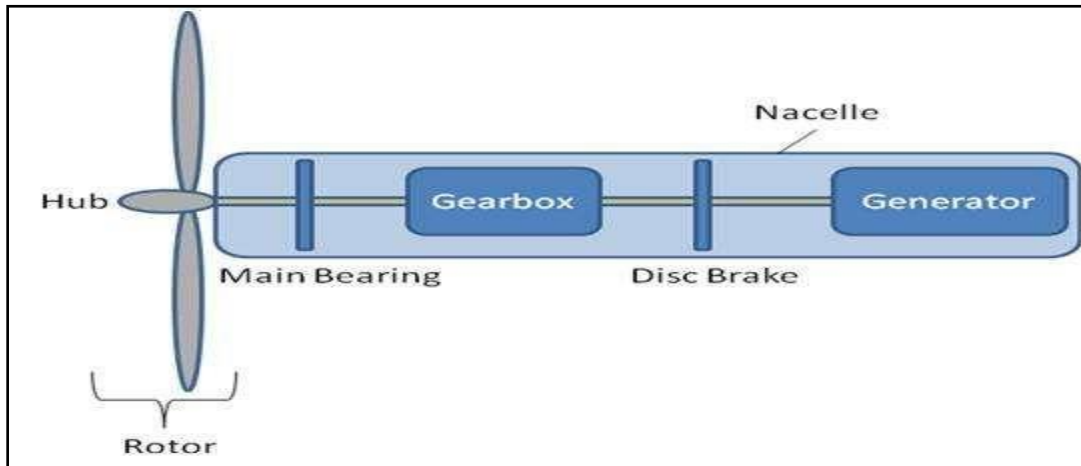 Nacelle
Hub
Gearbox
Generator
Main Bearing
Disc Brake
Rotor